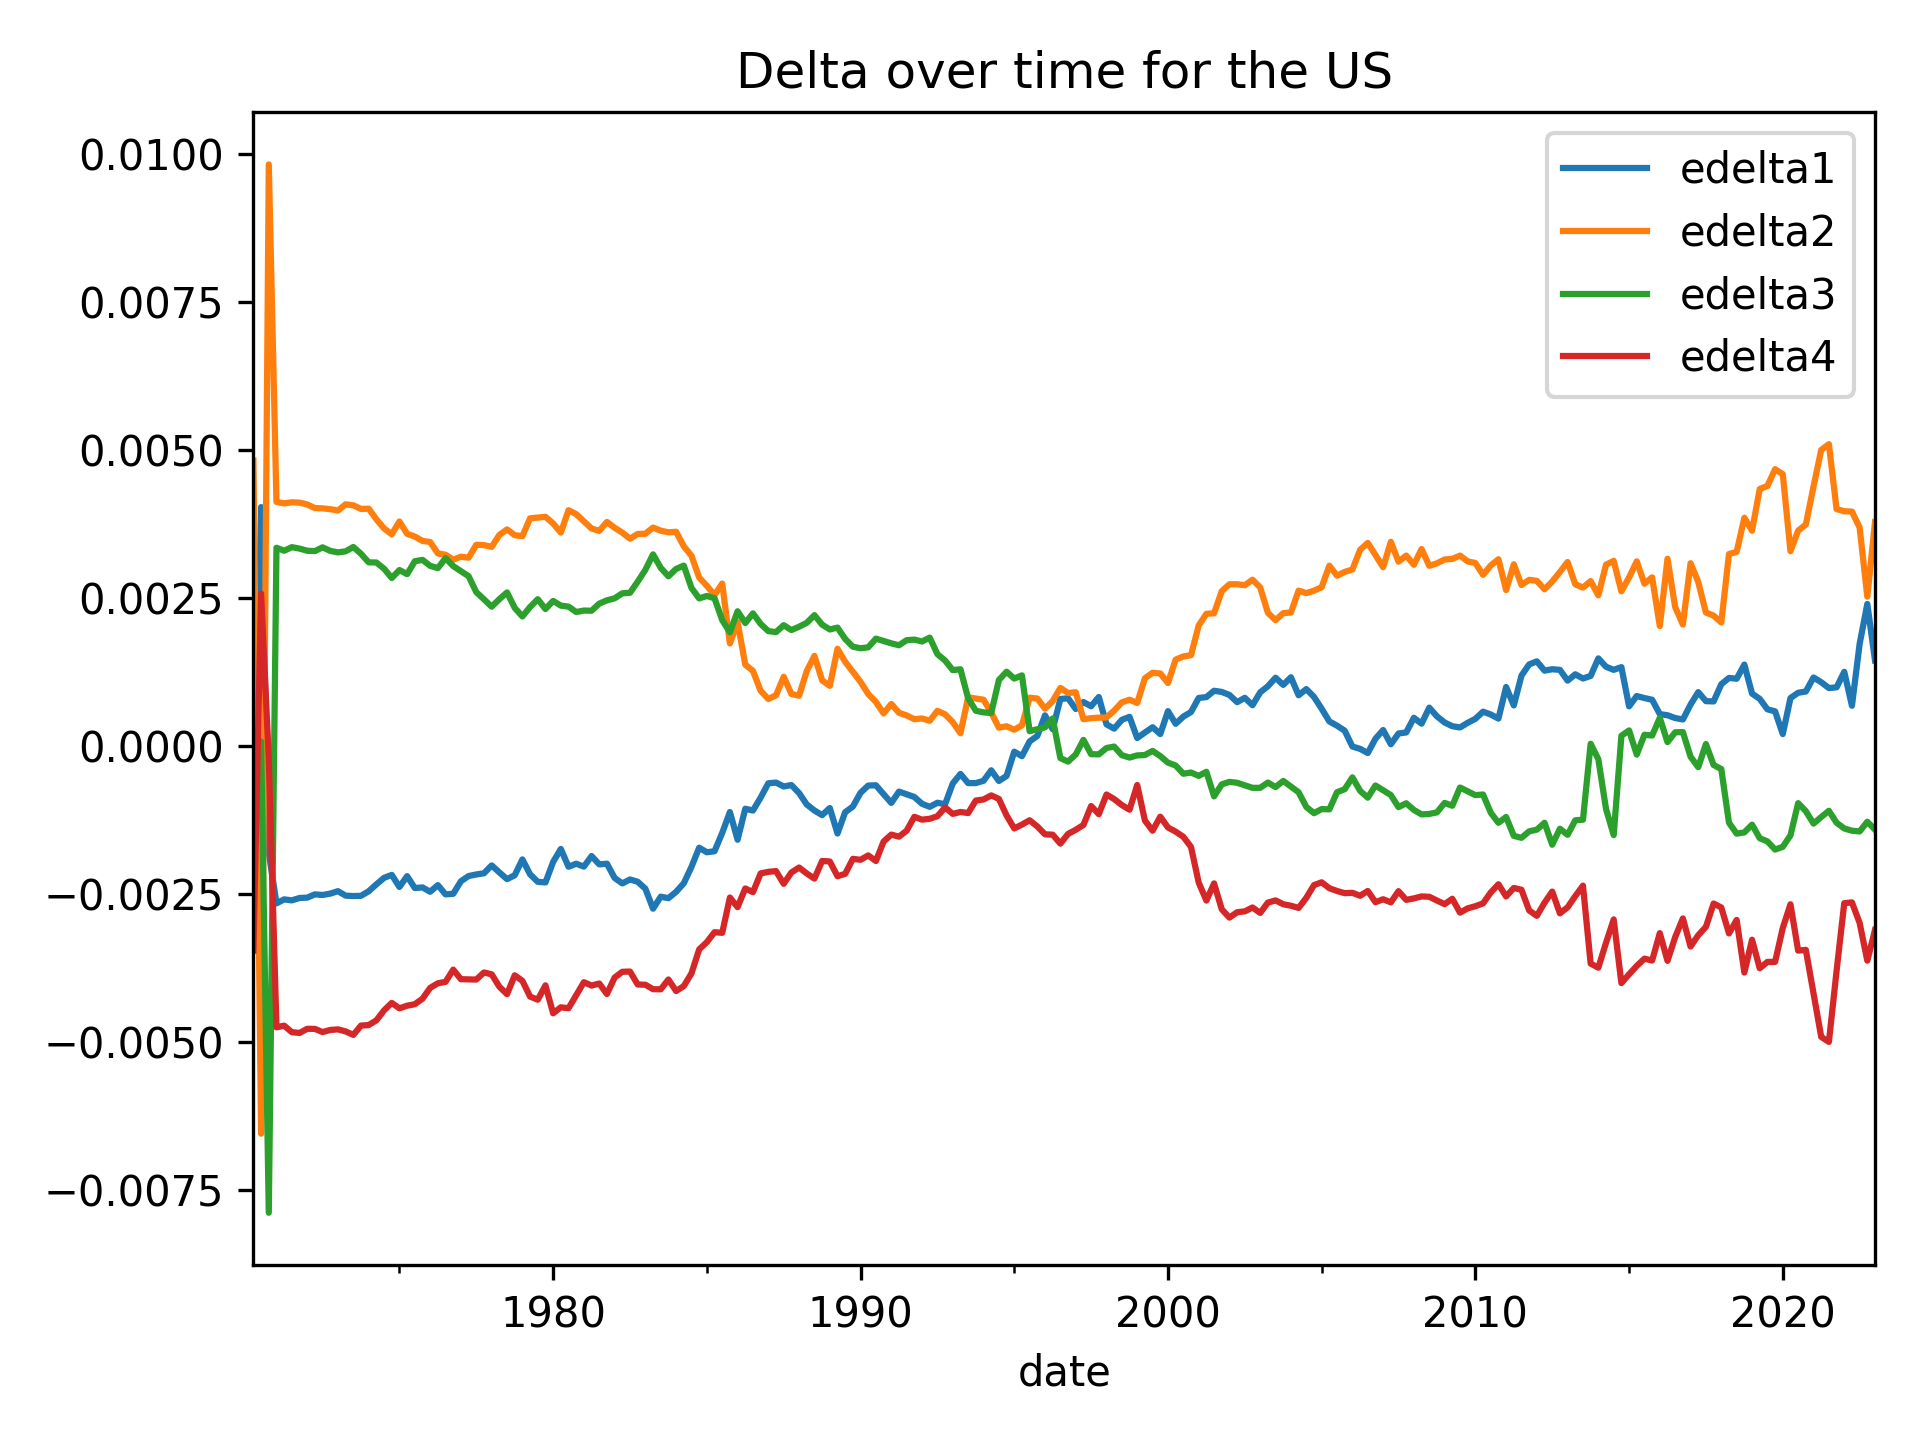 Delta over time for the US
0.0100
0.0075
0.0050
0.0025
0.0000
−0.0025
−0.0050
−0.0075
edelta1
edelta2
edelta3
edelta4
1980 1990 2000 2010 2020
date